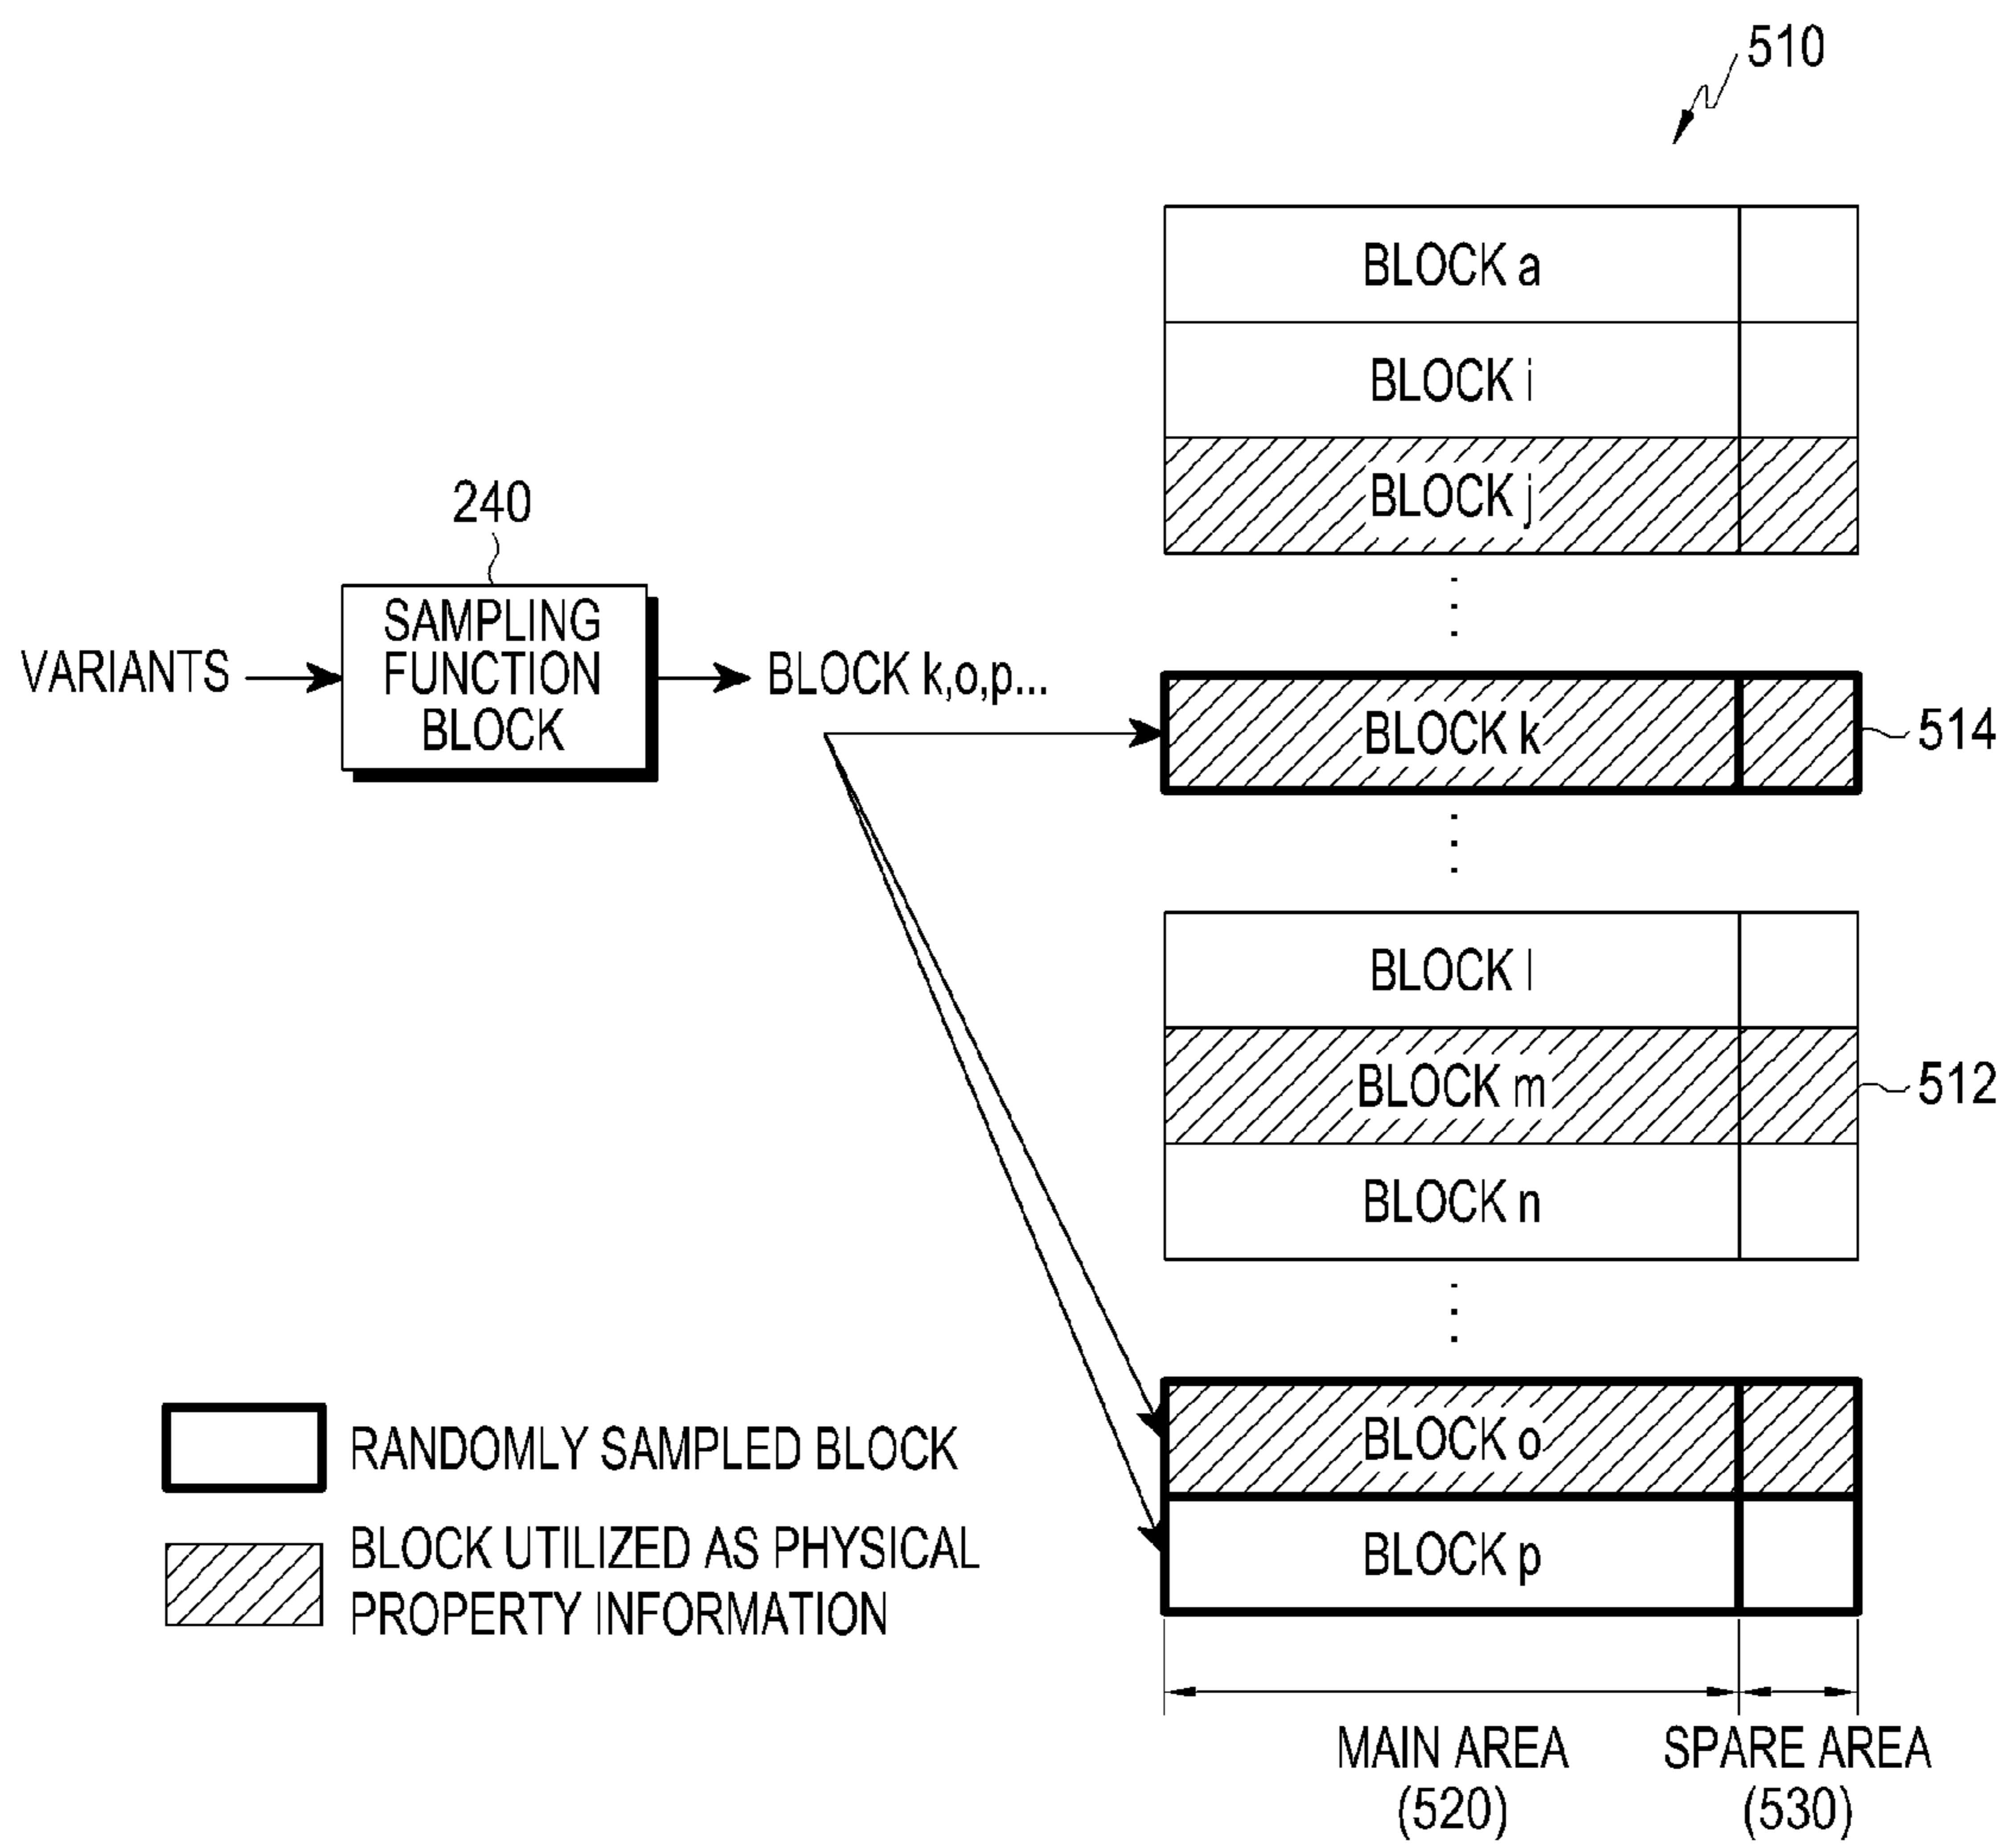 510
BLOCK a
BLOCK i
BLOCK j
240
SAMPLING
FUNCTION
BLOCK
VARIANTS
BLOCK k,o,p...
BLOCK k
514
BLOCK l
BLOCK m
512
BLOCK n
BLOCK o
BLOCK p
RANDOMLY SAMPLED BLOCK
BLOCK UTILIZED AS PHYSICAL
PROPERTY INFORMATION
MAIN AREA
(520)
SPARE AREA
(530)